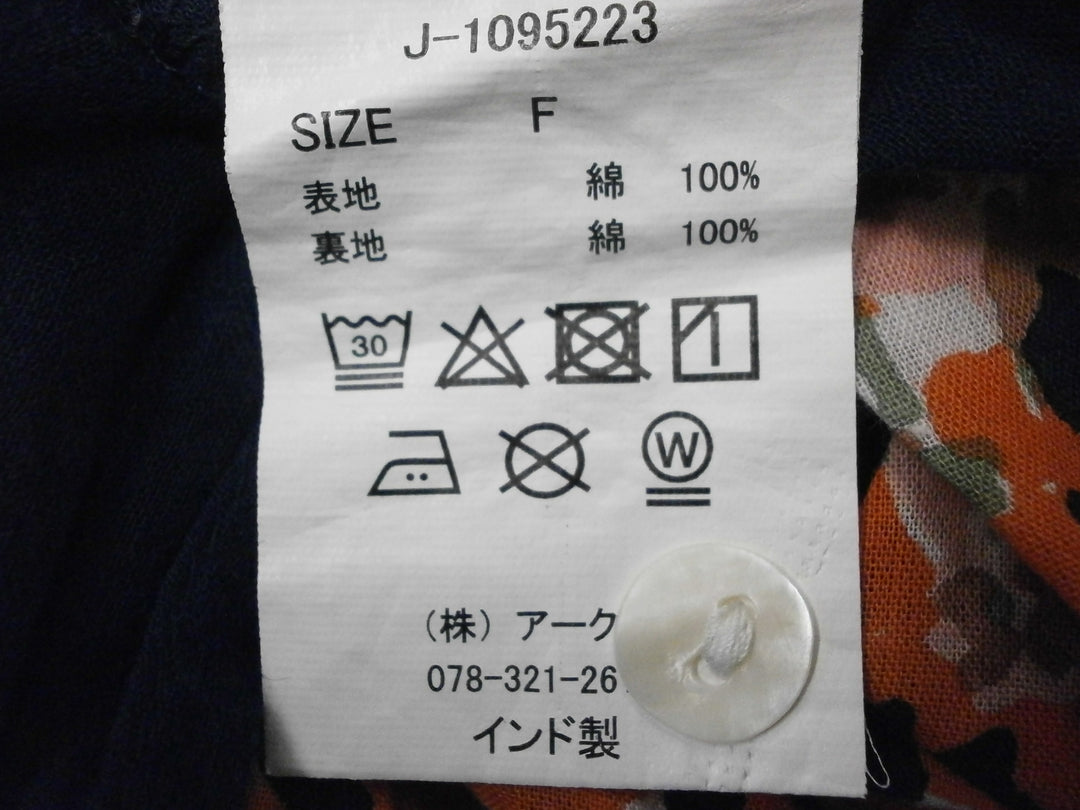 J-1095223
SIZE F
表地 綿 100%
裏地 綿 100%
30
W
(株) アーク
078-321-26
インド製